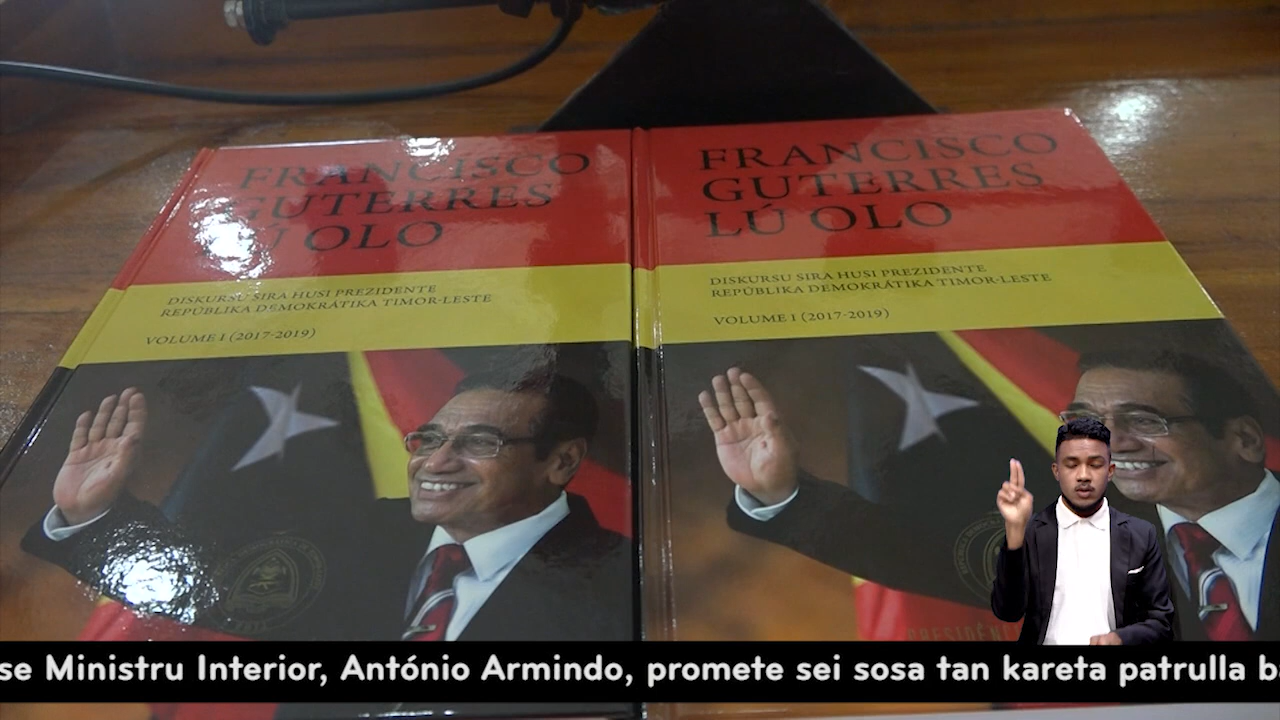 FRANCISCO
GUTERRES
LÚ OLO
DISKURSU SIRA HUSI PREZIDENTE
REPÚBLIKA DEMOKRÁTIKA TIMOR-LESTE
VOLUME I (2017-2019)
FRANCISCO
GUTERRES
LÚ OLO
DISKURSU SIRA HUSI PREZIDENTE
REPÚBLIKA DEMOKRÁTIKA TIMOR-LESTE
VOLUME I (2017-2019)
se Ministru Interior, António Armindo, promete sei sosa tan kareta patrulla